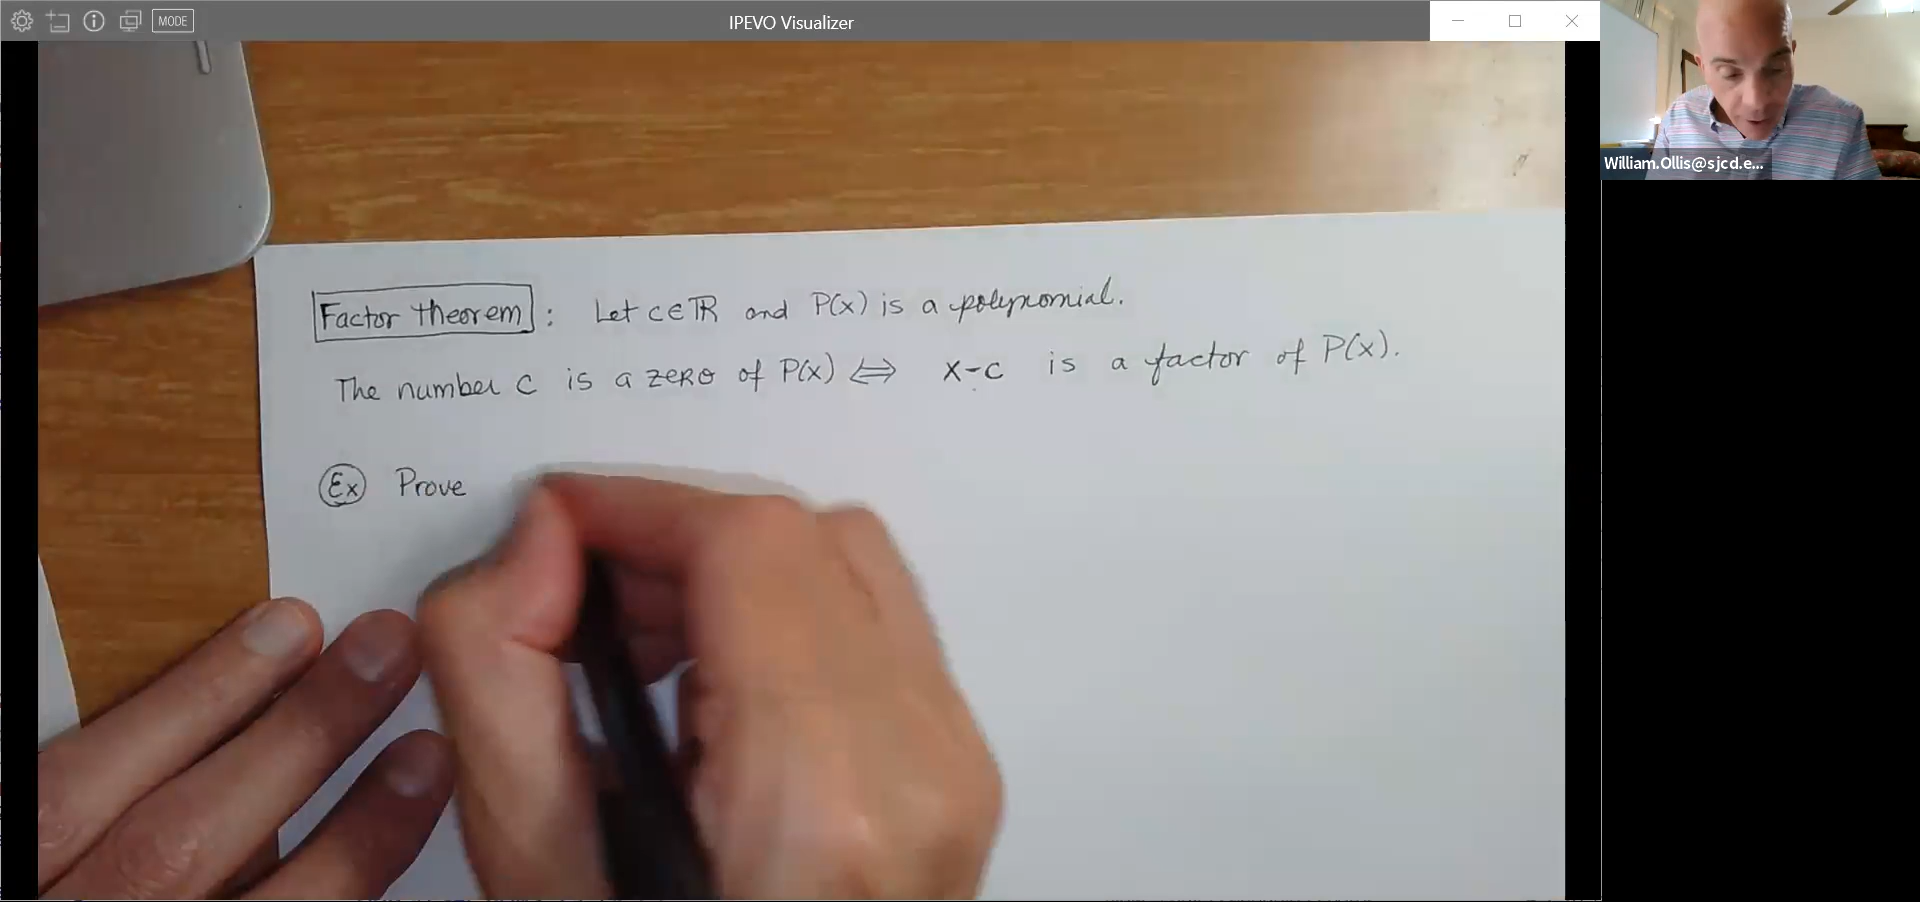 MODE
IPEVO Visualizer
William.Ollis@sjcd.e...
Factor theorem : Let c∈ℝ and P(x) is a polynomial.
The number c is a zero of P(x) ⟺ x-c is a factor of P(x).
Ex Prove